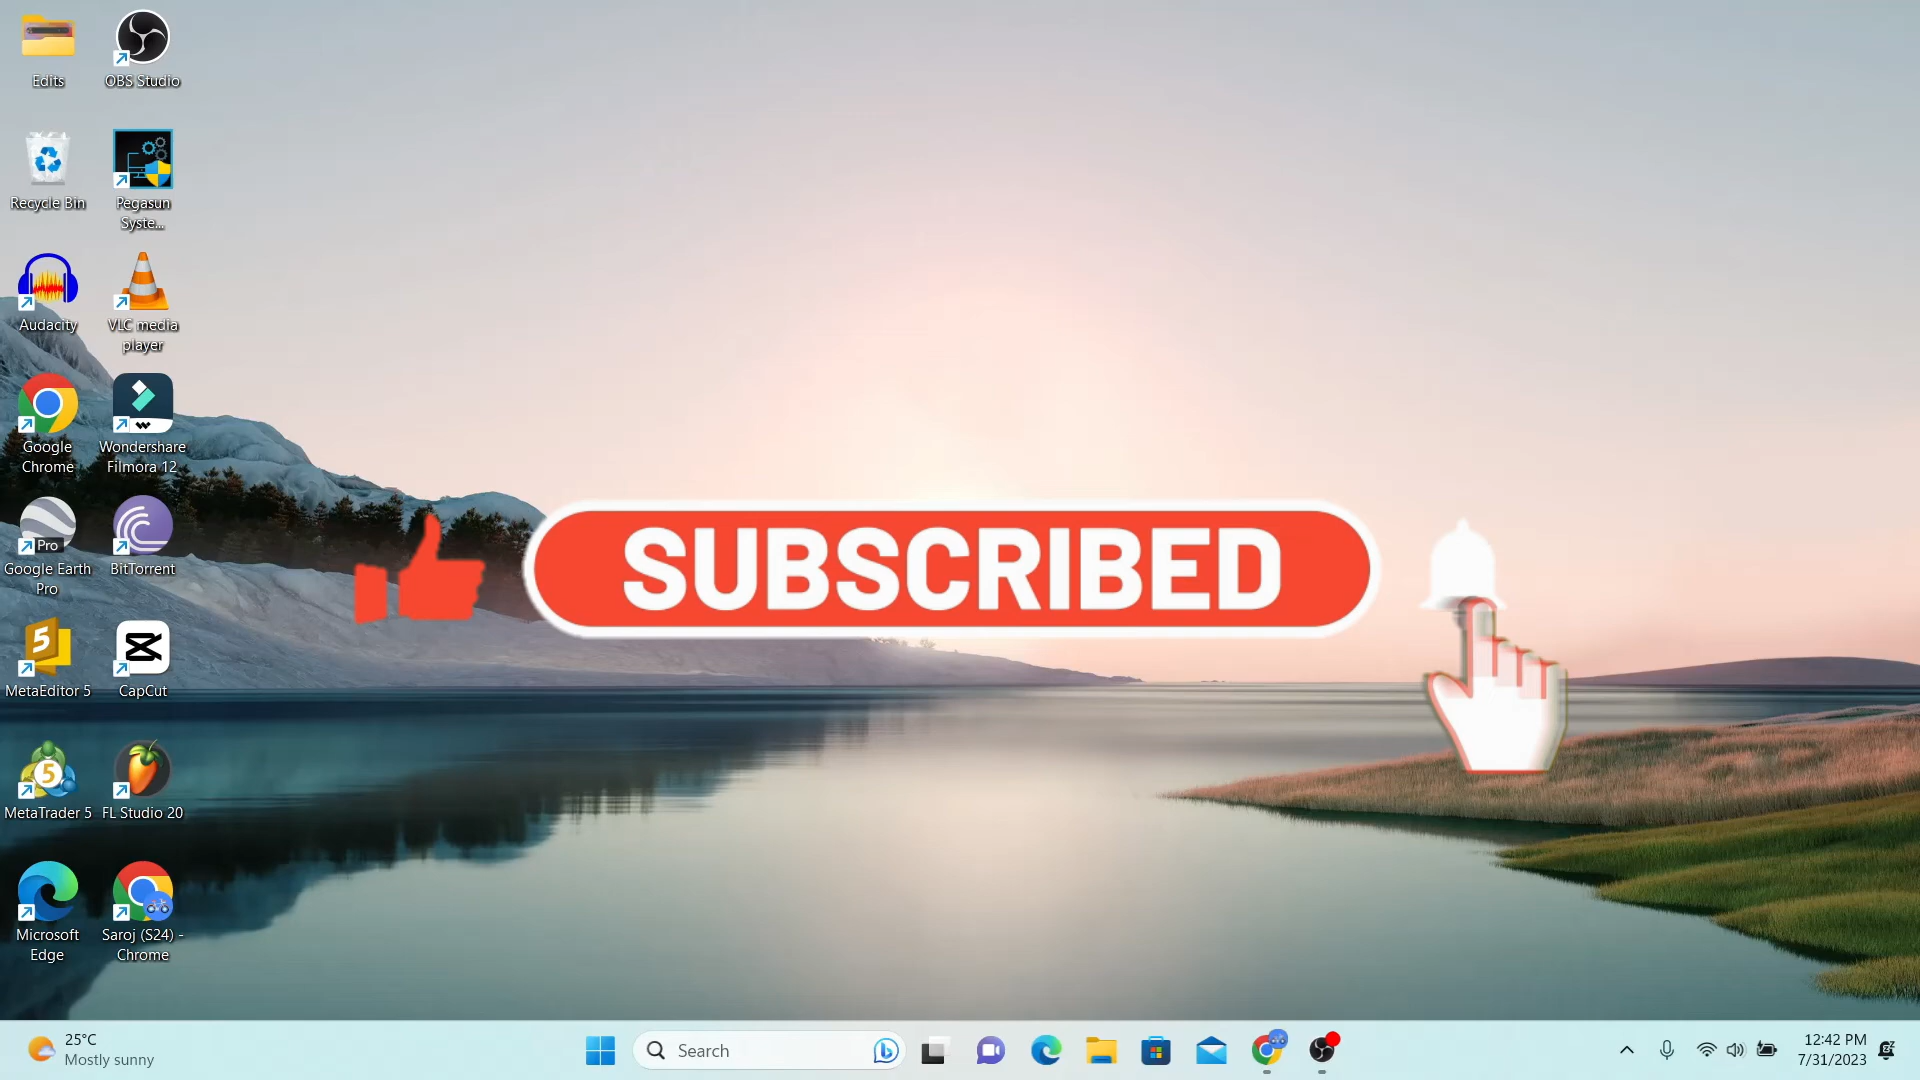 Edits
OBS Studio
Recycle Bin
Pegasun
Syste...
Audacity
VLC media
player
Google
Chrome
Wondershare
Filmora 12
Pro
Google Earth
Pro
BitTorrent
5
MetaEditor 5
CapCut
5
MetaTrader 5
FL Studio 20
Microsoft
Edge
Saroj (S24) -
Chrome
SUBSCRIBED
25°C
Mostly sunny
Search
12:42 PM
7/31/2023